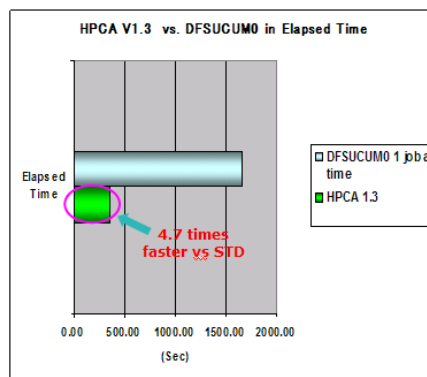 HPCA V1.3 vs. DFSUCUM0 in Elapsed Time
Elapsed
Time
4.7 times
faster vs STD
0.00 500.00 1000.00 1500.00 2000.00
(Sec)
DFSUCUM0 1 job a
time
HPCA 1.3